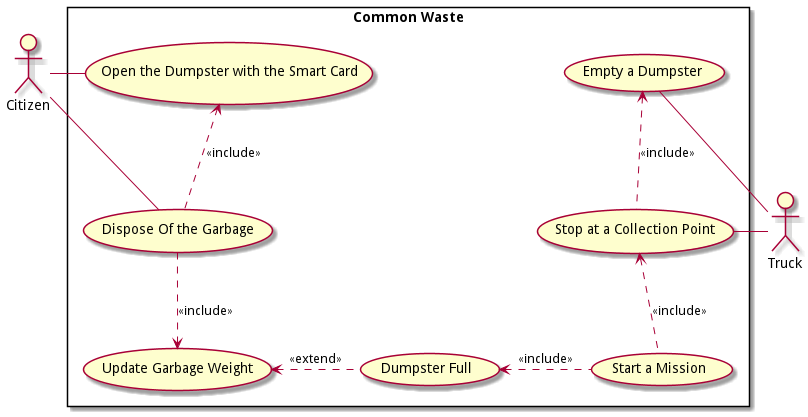 Common Waste
Citizen
Open the Dumpster with the Smart Card
Empty a Dumpster
«include»
«include»
Dispose Of the Garbage
Stop at a Collection Point
Truck
«include»
«include»
Update Garbage Weight
«extend»
Dumpster Full
«include»
Start a Mission